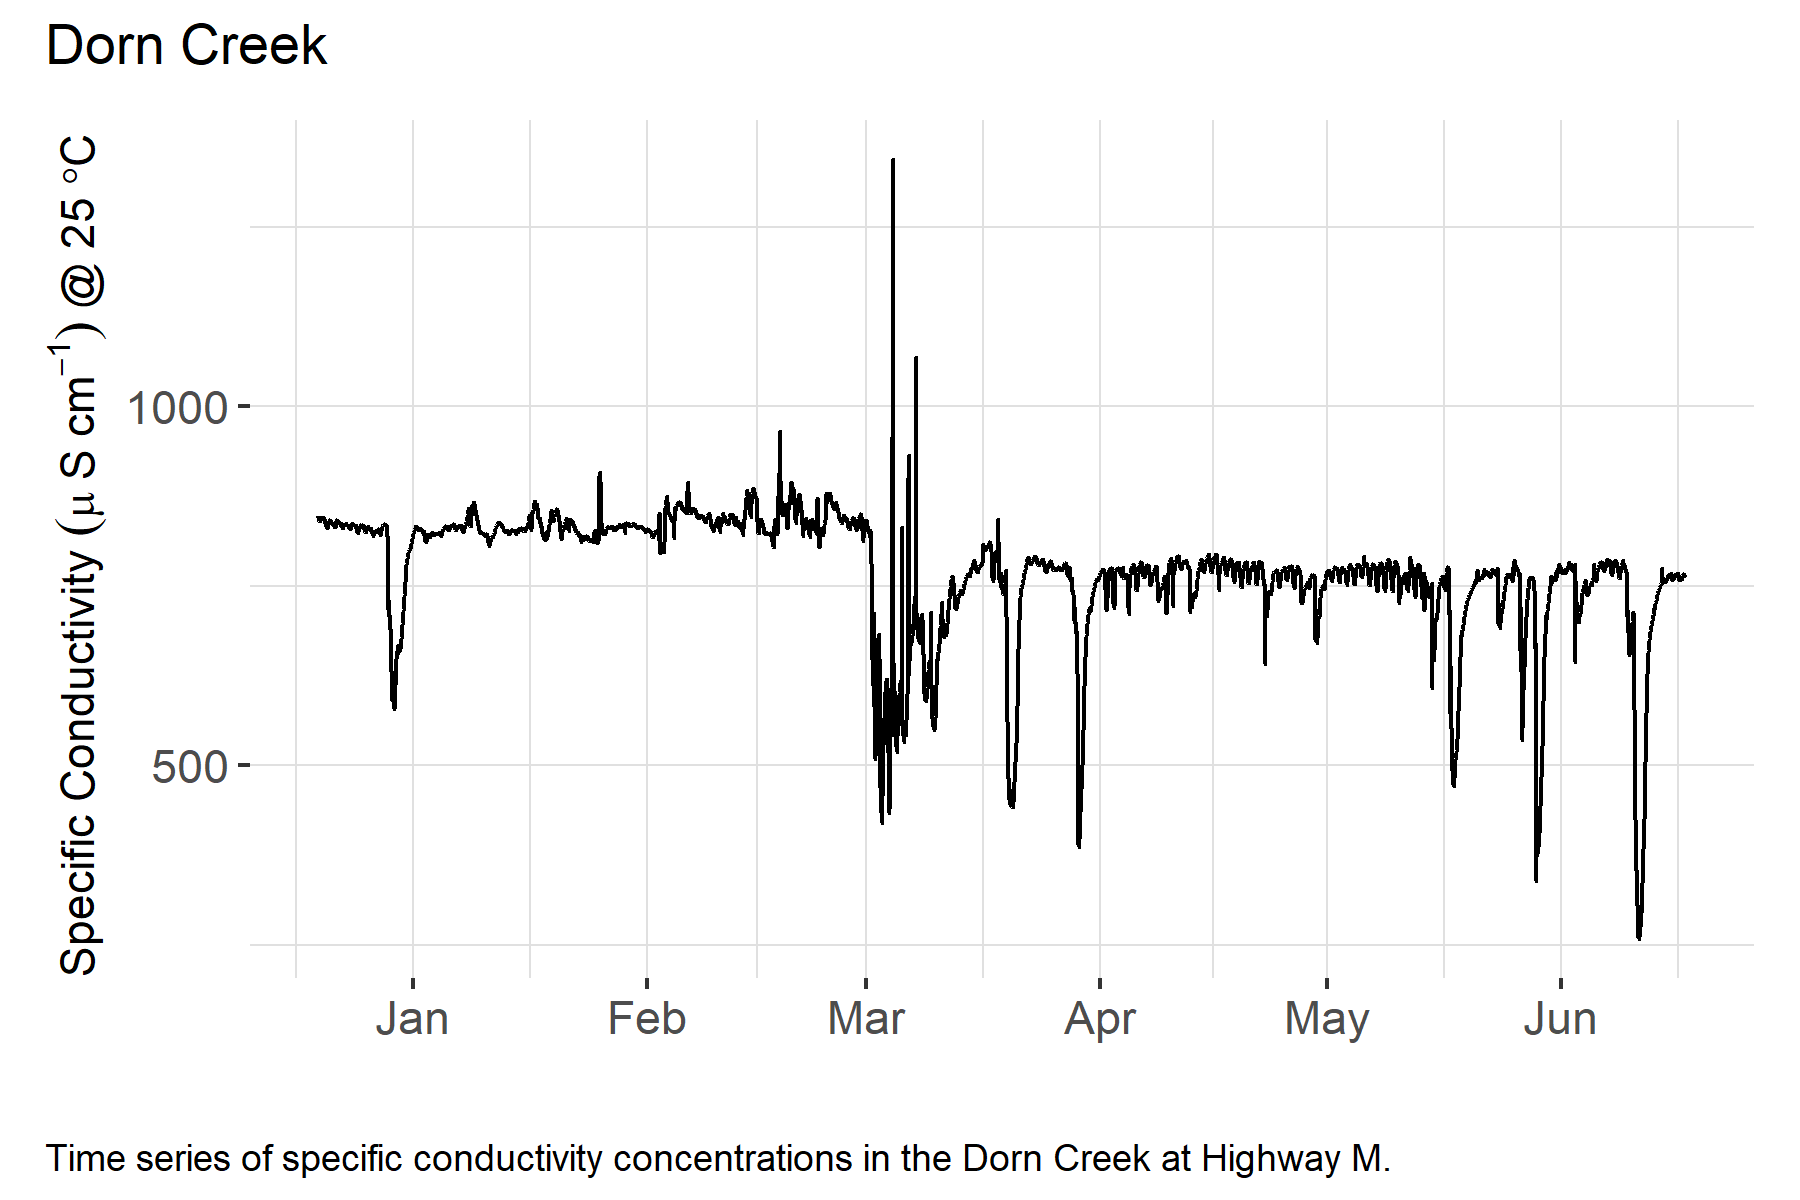 Dorn Creek
Specific Conductivity (μ S cm⁻¹) @ 25 °C
1000
500
Jan Feb Mar Apr May Jun
Time series of specific conductivity concentrations in the Dorn Creek at Highway M.